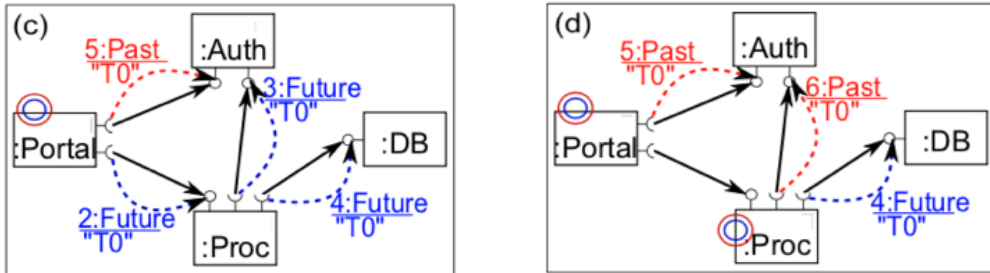 (c)
:Auth
5:Past
"T0"
3:Future
"T0"
:Portal
:DB
2:Future
"T0"
4:Future
"T0"
:Proc
(d)
:Auth
5:Past
"T0"
6:Past
"T0"
:Portal
:DB
4:Future
"T0"
:Proc